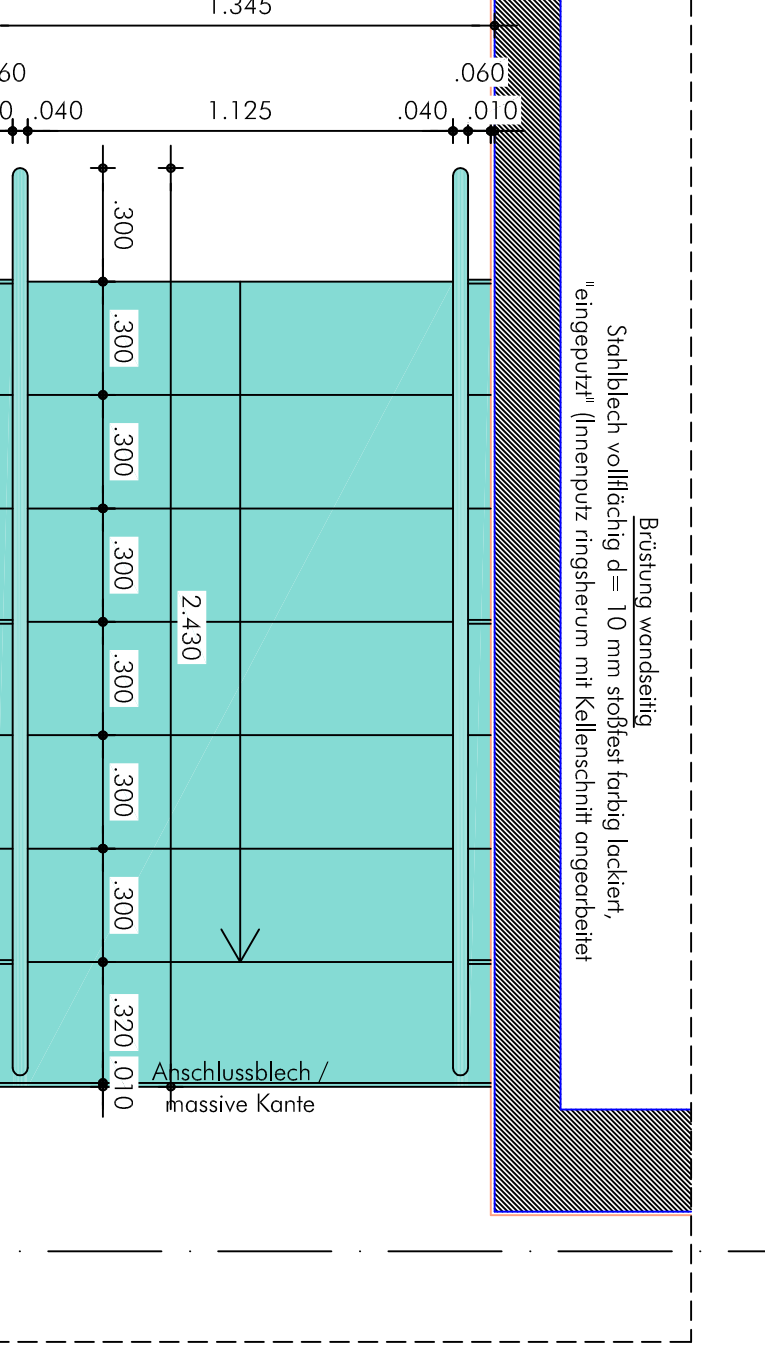 1.345
60 .060
0 .040 1.125 .040 .010
.300
.300
.300
.300
.300
.300
.300
.320 .010
2.430
Anschlussblech /
massive Kante
Brüstung wandseitig
Stahlblech vollflächig d= 10 mm stoßfest farbig lackiert,
"eingeputzt" (Innenputz ringsherum mit Kellenschnitt angearbeitet